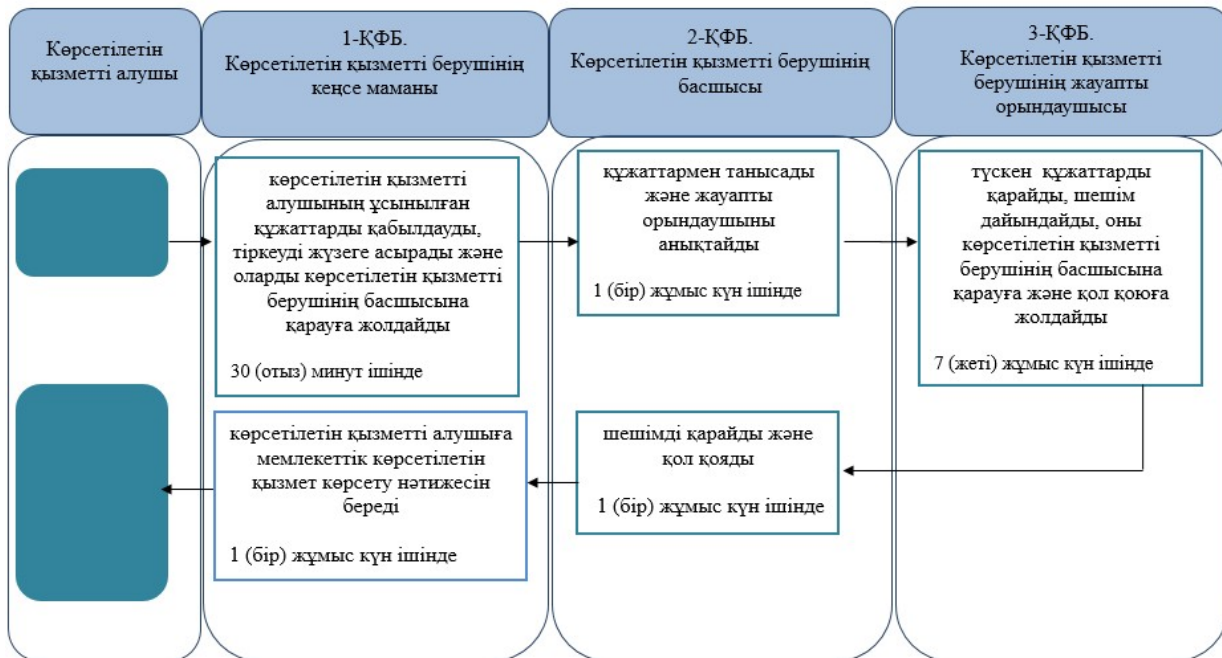 Көрсетілетін
қызметті алушы
1-ҚФБ.
Көрсетілетін қызметті берушінің
кеңсе маманы
2-ҚФБ.
Көрсетілетін қызметті берушінің
басшысы
3-ҚФБ.
Көрсетілетін қызметті
берушінің жауапты
орындаушысы
көрсетілетін қызметті
алушының ұсынылған
құжаттарды қабылдауды,
тіркеуді жүзеге асырады және
оларды көрсетілетін қызметті
берушінің басшысына
қарауға жолдайды
30 (отыз) минут ішінде
құжаттармен танысады
және жауапты
орындаушыны
анықтайды
1 (бір) жұмыс күн ішінде
түскен құжаттарды
қарайды, шешім
дайындайды, оны
көрсетілетін қызметті
берушінің басшысына
қарауға және қол қоюға
жолдайды
7 (жеті) жұмыс күн ішінде
көрсетілетін қызметті алушыға
мемлекеттік көрсетілетін
қызмет көрсету нәтижесін
береді
1 (бір) жұмыс күн ішінде
шешімді қарайды және
қол қояды
1 (бір) жұмыс күн ішінде